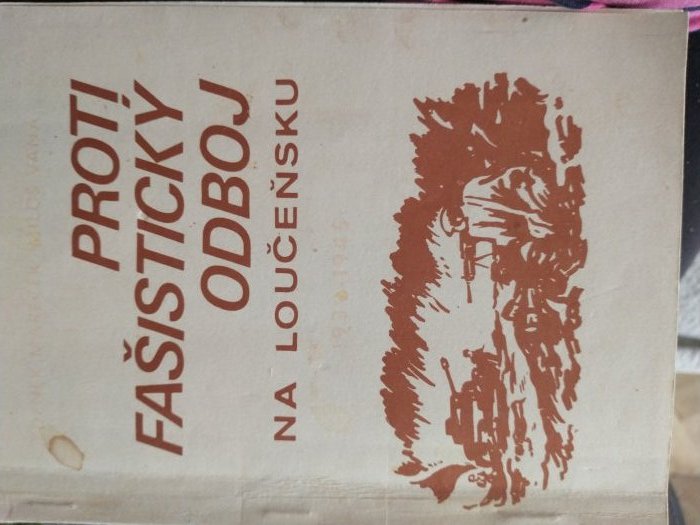 PROTI
FAŠISTICKÝ
ODBOJ
NA LOUČEŇSKU